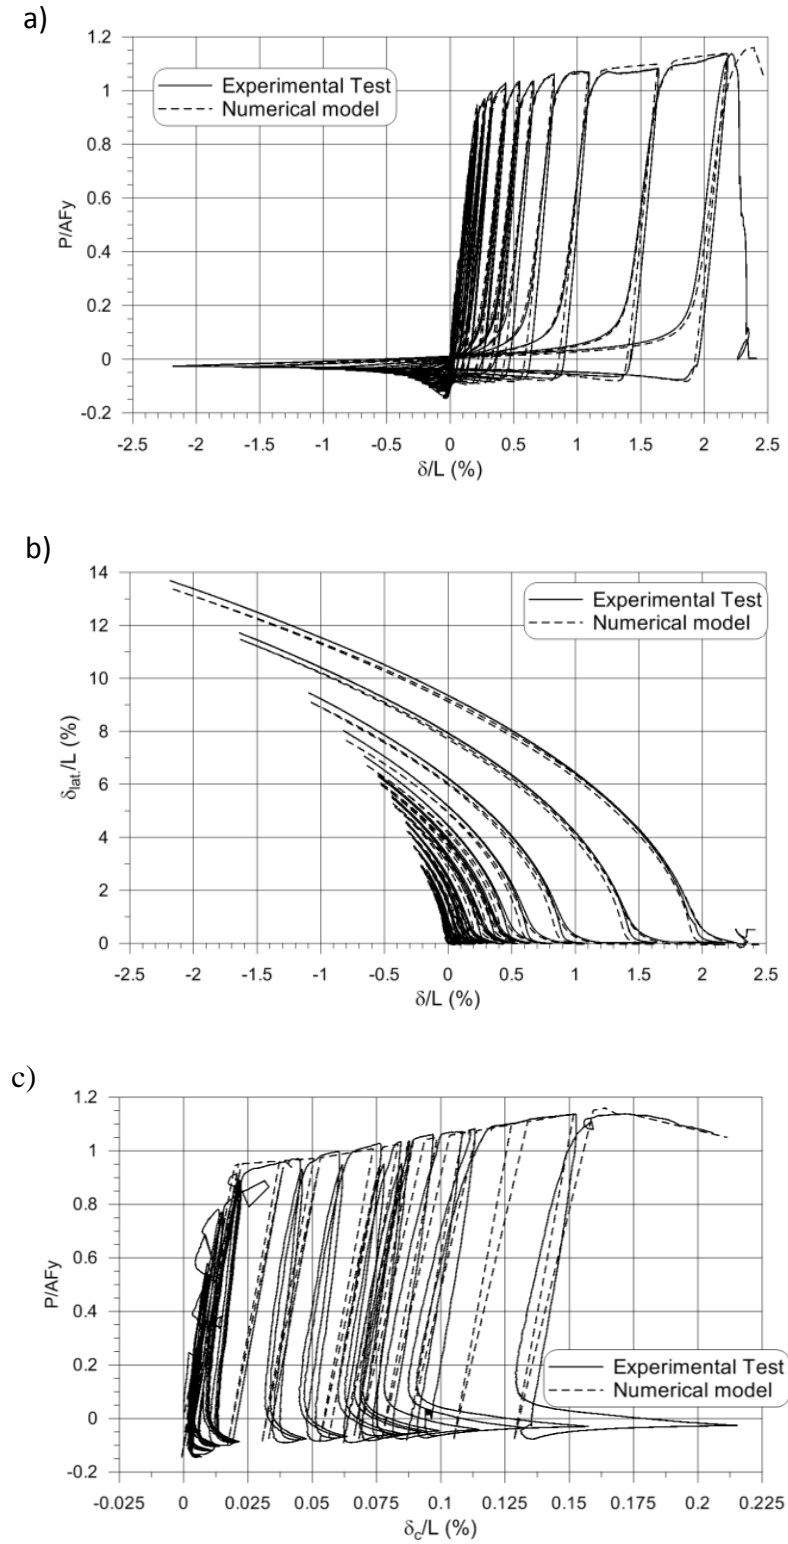 a)
1.2
1
0.8
0.6
0.4
0.2
0
-0.2
P/AFy
Experimental Test
Numerical model
-2.5 -2 -1.5 -1 -0.5 0 0.5 1 1.5 2 2.5
δ/L (%)
b)
14
12
10
8
6
4
2
0
δlat./L (%)
Experimental Test
Numerical model
-2.5 -2 -1.5 -1 -0.5 0 0.5 1 1.5 2 2.5
δ/L (%)
c)
1.2
1
0.8
0.6
0.4
0.2
0
-0.2
P/AFy
Experimental Test
Numerical model
-0.025 0 0.025 0.05 0.075 0.1 0.125 0.15 0.175 0.2 0.225
δc/L (%)